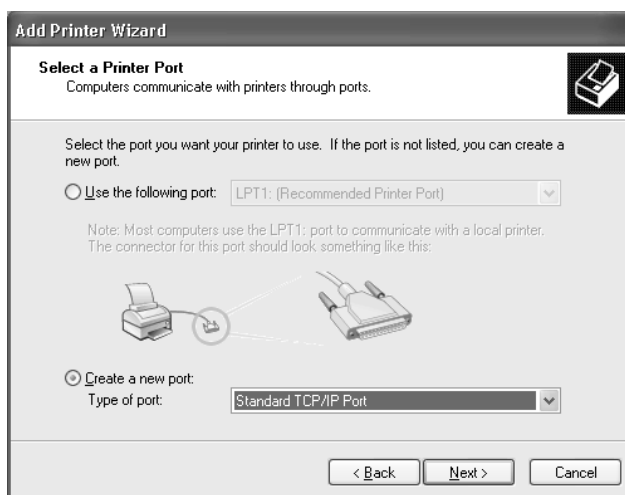 Add Printer Wizard
Select a Printer Port
Computers communicate with printers through ports.
Select the port you want your printer to use. If the port is not listed, you can create a
new port.
Use the following port: LPT1: (Recommended Printer Port)
Note: Most computers use the LPT1: port to communicate with a local printer.
The connector for this port should look something like this:
Create a new port:
Type of port: Standard TCP/IP Port
< Back Next > Cancel